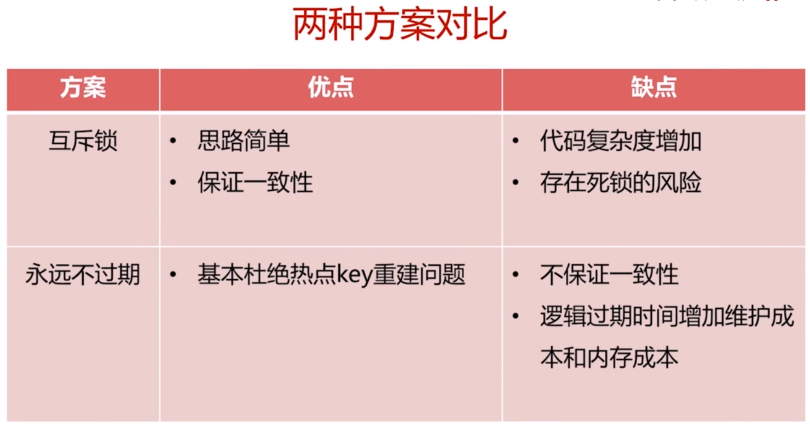 两种方案对比
方案 优点 缺点
互斥锁
• 思路简单
• 保证一致性
• 代码复杂度增加
• 存在死锁的风险
永远不过期
• 基本杜绝热点key重建问题
• 不保证一致性
• 逻辑过期时间增加维护成
本和内存成本